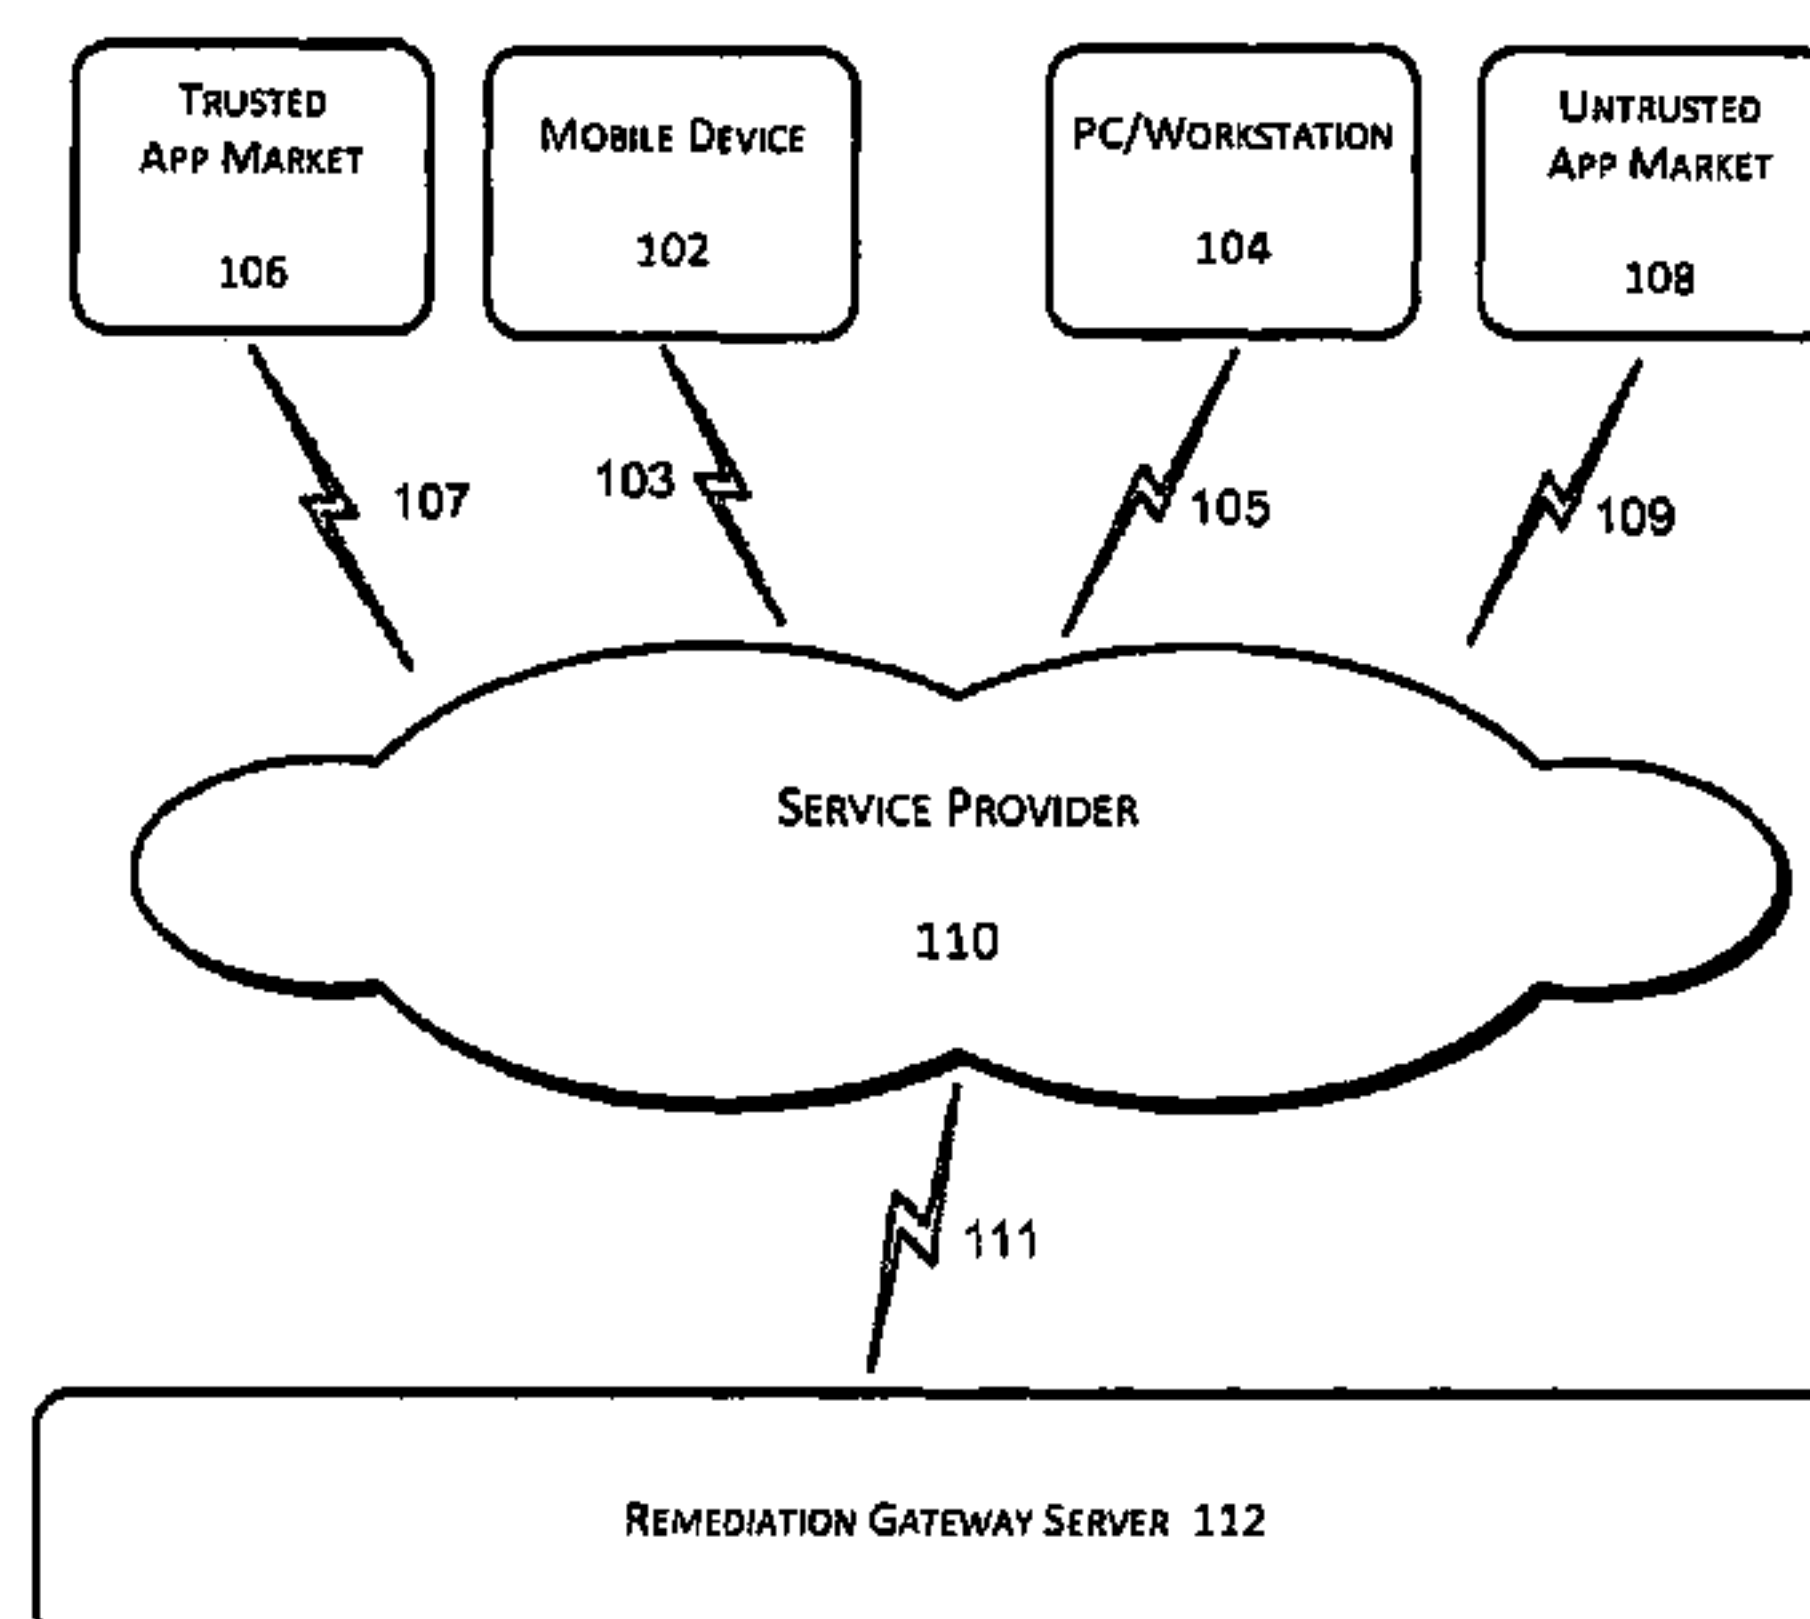 TRUSTED
APP MARKET
106
MOBILE DEVICE
102
PC/WORKSTATION
104
UNTRUSTED
APP MARKET
108
107
103
105
109
SERVICE PROVIDER
110
111
REMEDIATION GATEWAY SERVER 112